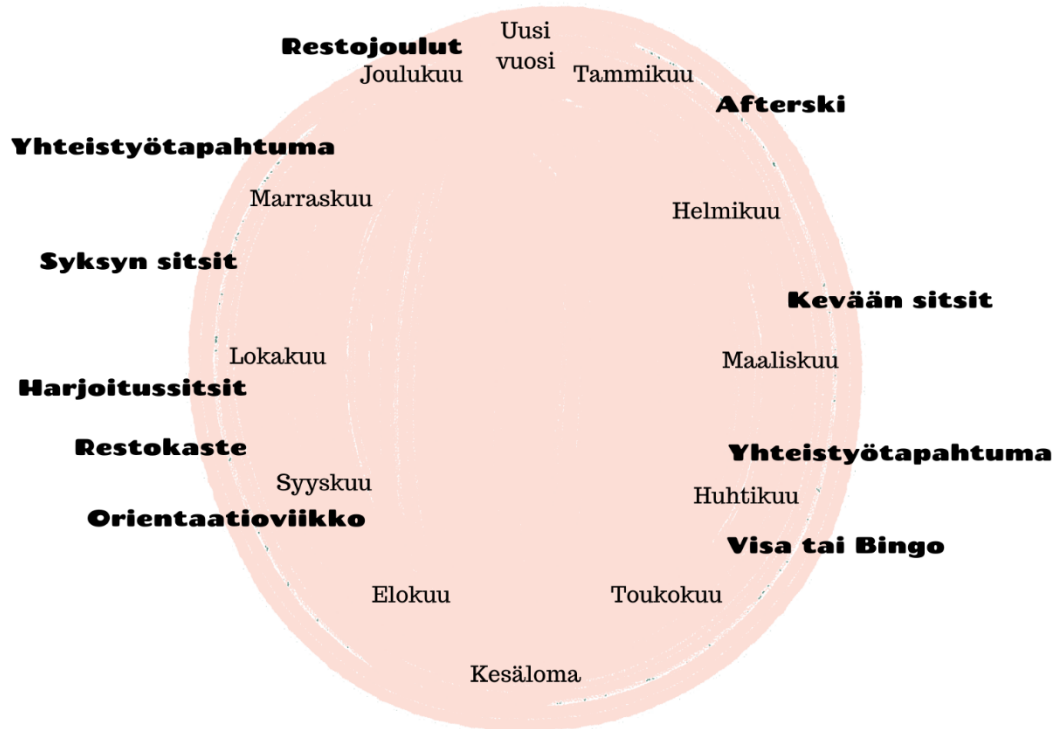 Uusi
vuosi
Tammikuu
Afterski
Helmikuu
Kevään sitsit
Maaliskuu
Yhteistyötapahtuma
Huhtikuu
Visa tai Bingo
Toukokuu
Kesäloma
Elokuu
Orientaatioviikko
Syyskuu
Restokaste
Harjoitussitsit
Lokakuu
Syksyn sitsit
Marraskuu
Yhteistyötapahtuma
Joulukuu
Restojoulut